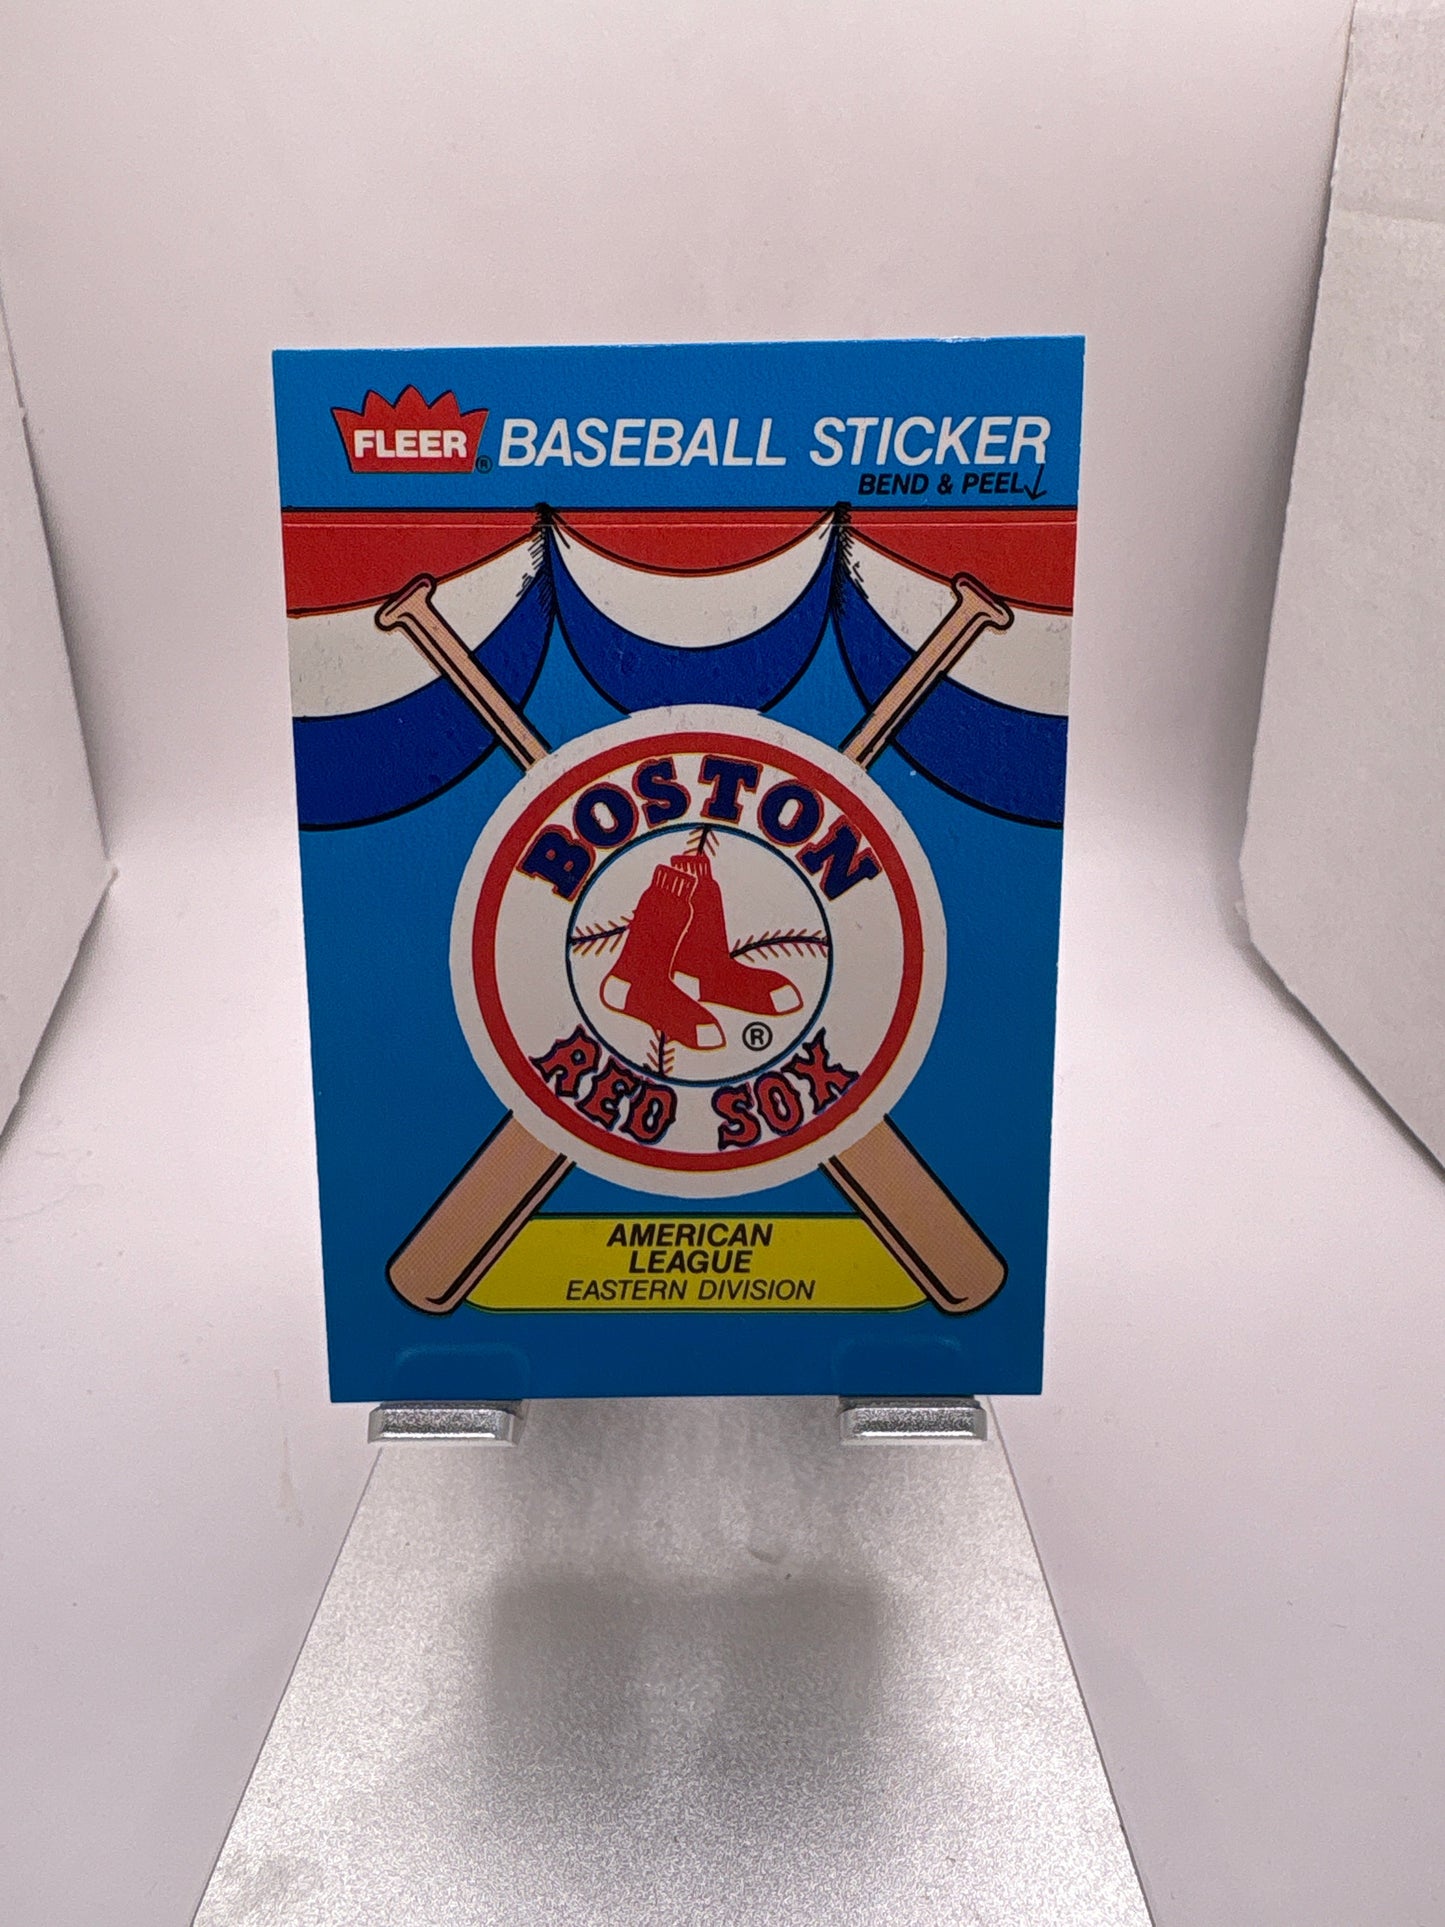 FLEER® BASEBALL STICKER
BEND & PEEL
BOSTON
®
RED SOX
AMERICAN
LEAGUE
EASTERN DIVISION